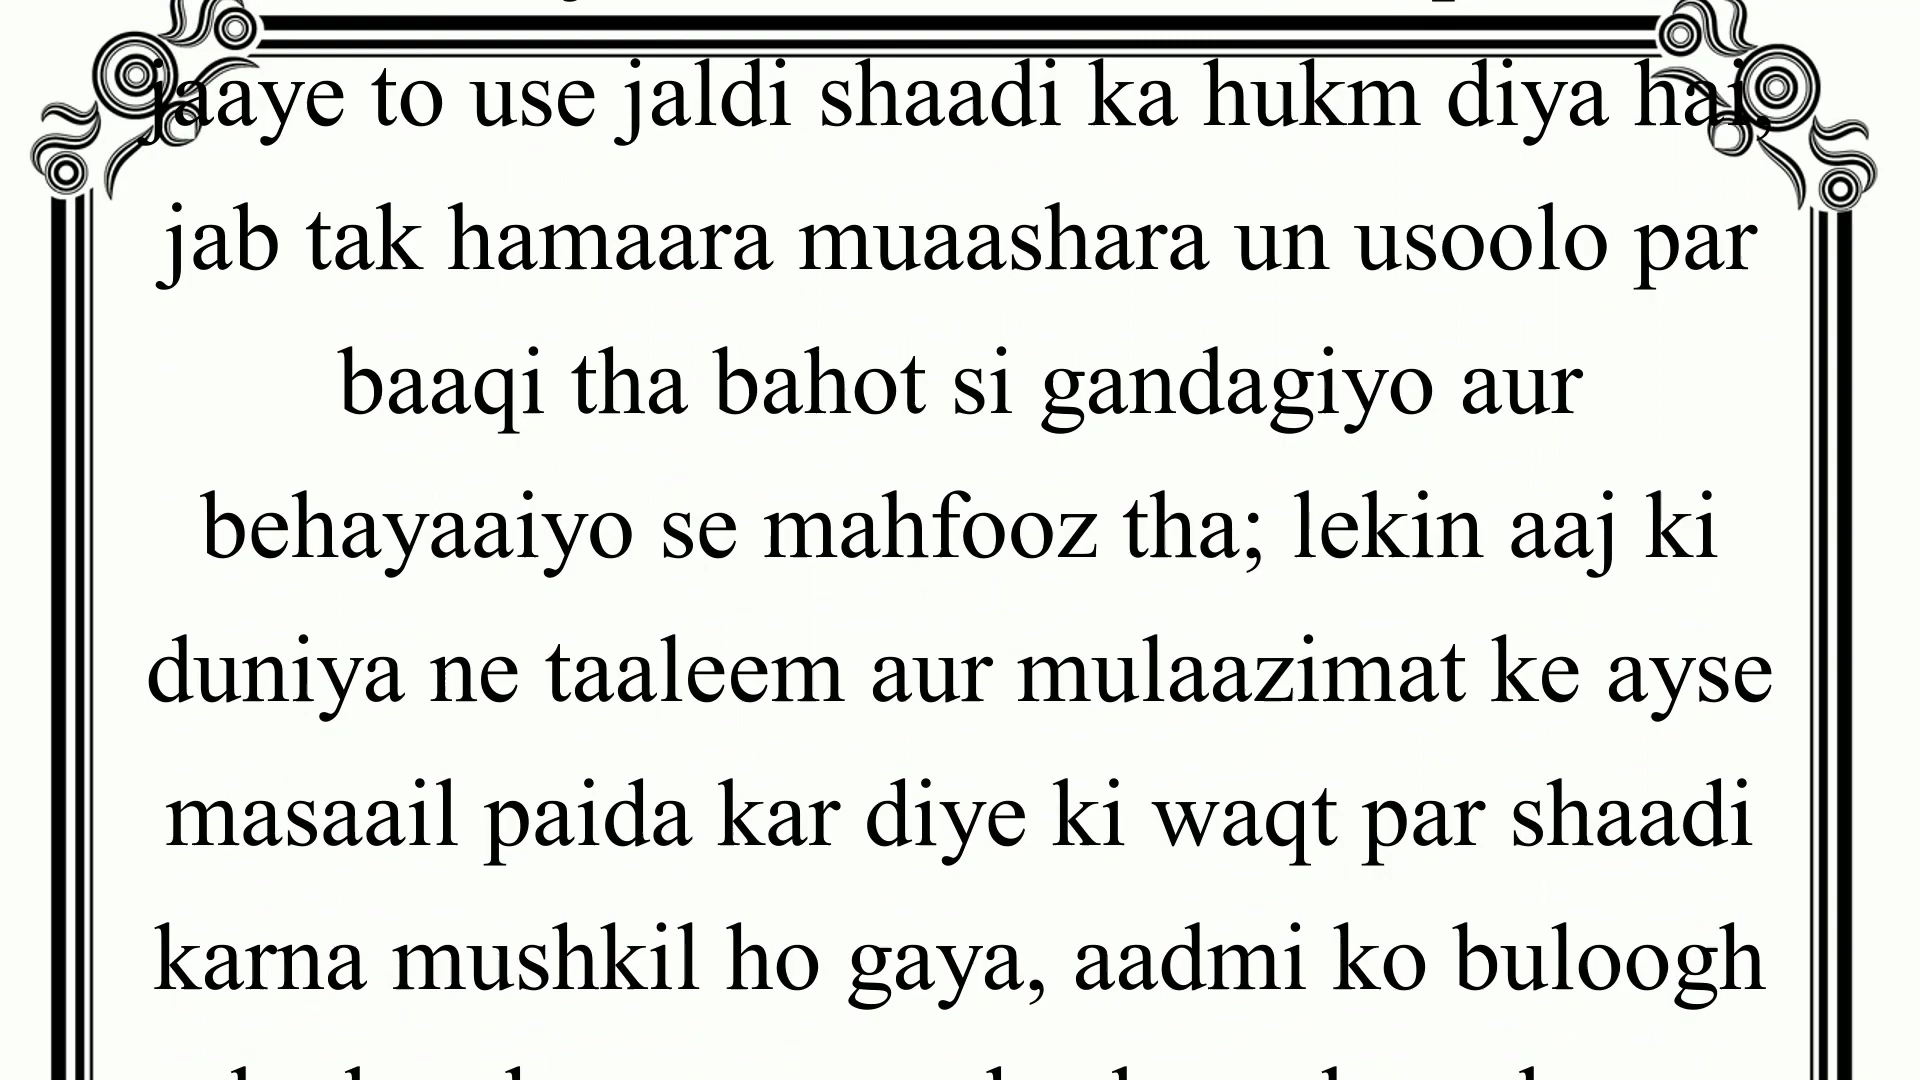 jaaye to use jaldi shaadi ka hukm diya hai,
jab tak hamaara muaashara un usoolo par
baaqi tha bahot si gandagiyo aur
behayaaiyo se mahfooz tha; lekin aaj ki
duniya ne taaleem aur mulaazimat ke ayse
masaail paida kar diye ki waqt par shaadi
karna mushkil ho gaya, aadmi ko buloogh